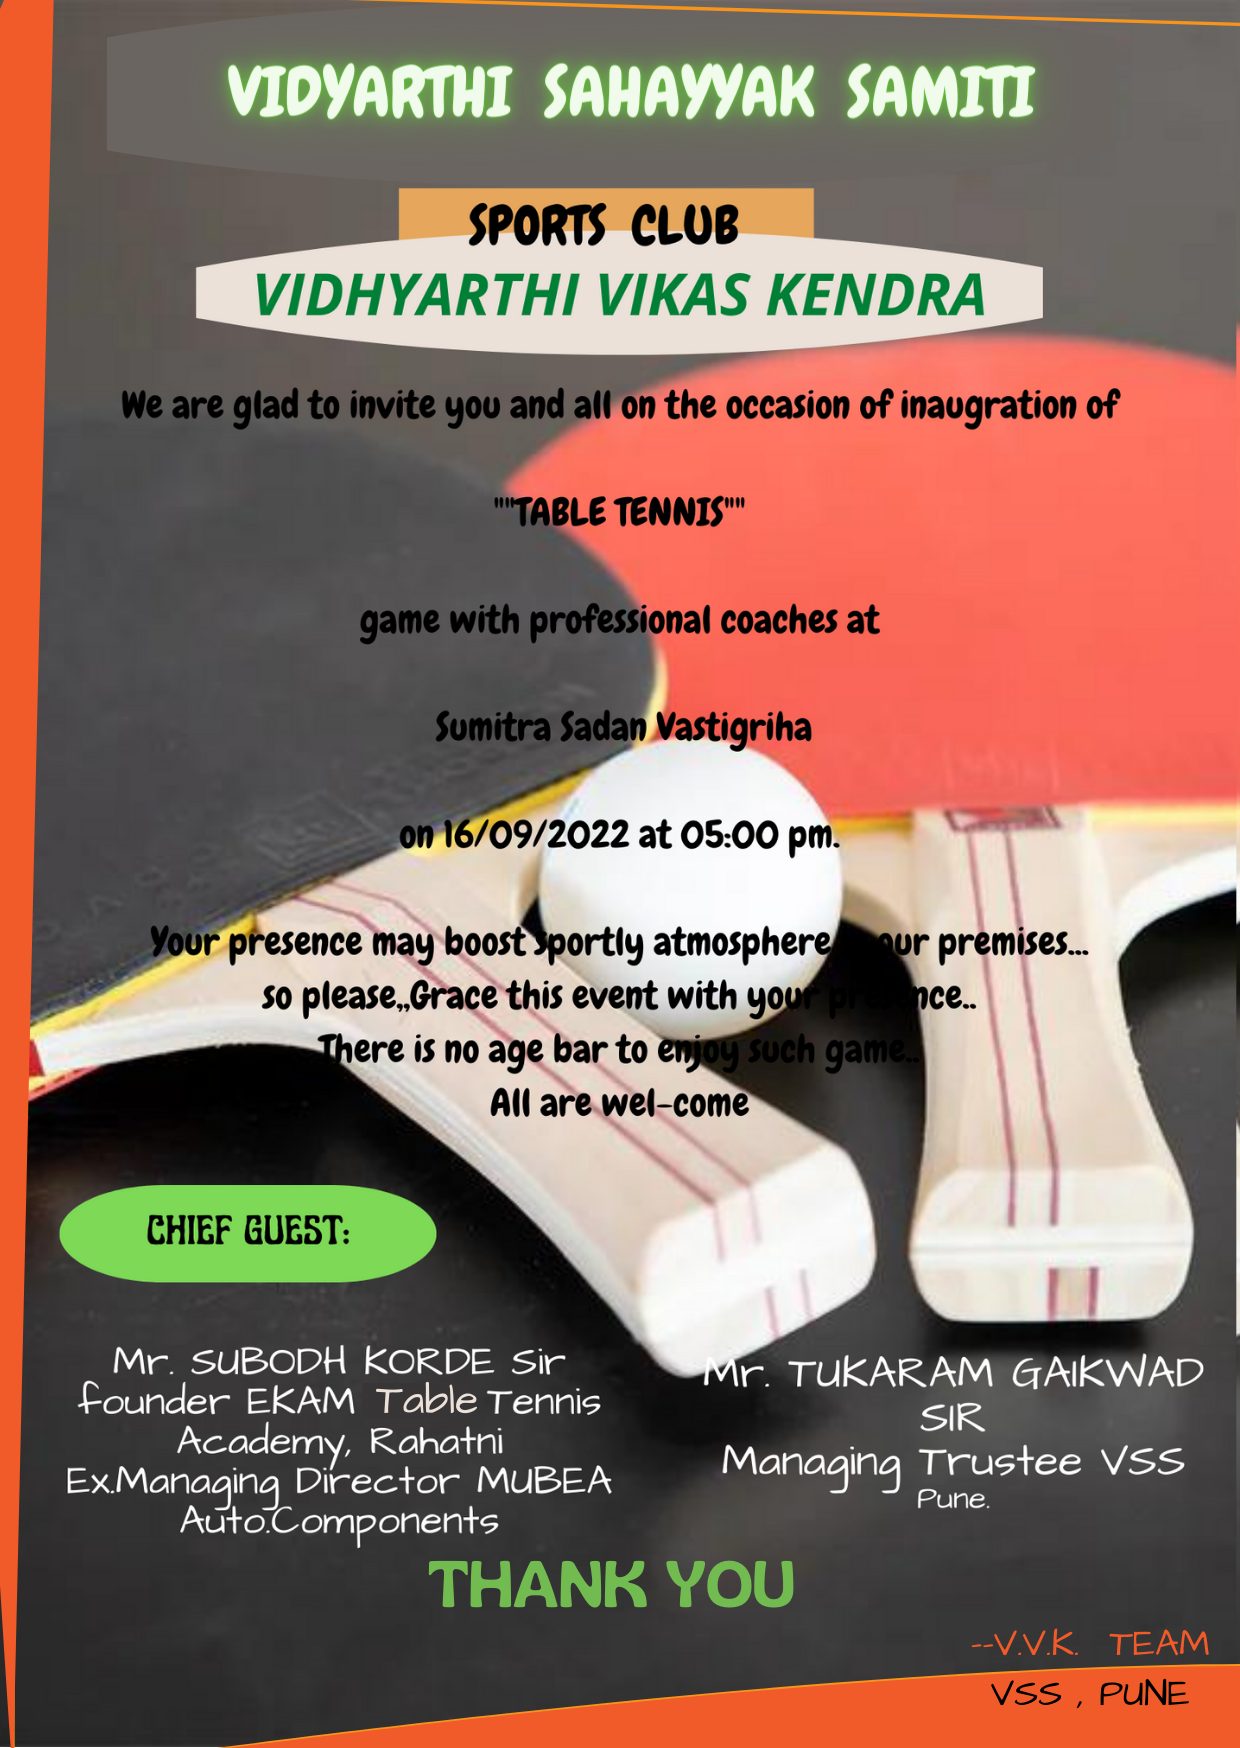 VIDYARTHI SAHAYYAK SAMITI
SPORTS CLUB
VIDHYARTHI VIKAS KENDRA
We are glad to invite you and all on the occasion of inaugration of
""TABLE TENNIS""
game with professional coaches at
Sumitra Sadan Vastigriha
on 16/09/2022 at 05:00 pm.
Your presence may boost sportly atmosphere our premises...
so please,,Grace this event with your presence..
There is no age bar to enjoy such game..
All are wel-come
CHIEF GUEST:
Mr. SUBODH KORDE Sir
founder EKAM Table Tennis
Academy, Rahatni
Ex.Managing Director MUBEA
Auto.Components
Mr. TUKARAM GAIKWAD
SIR
Managing Trustee VSS
Pune.
THANK YOU
--V.V.K. TEAM
VSS , PUNE